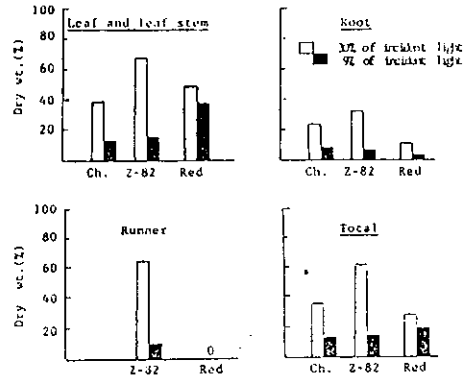 Leaf and leaf stem
100
80
60
40
20
Dry wt.(%)
Ch. Z-82 Red
Root
30% of incident light
9% of incident light
Ch. Z-82 Red
Runner
100
80
60
40
20
Dry wt.(%)
0
Z-82 Red
Total
Ch. Z-82 Red